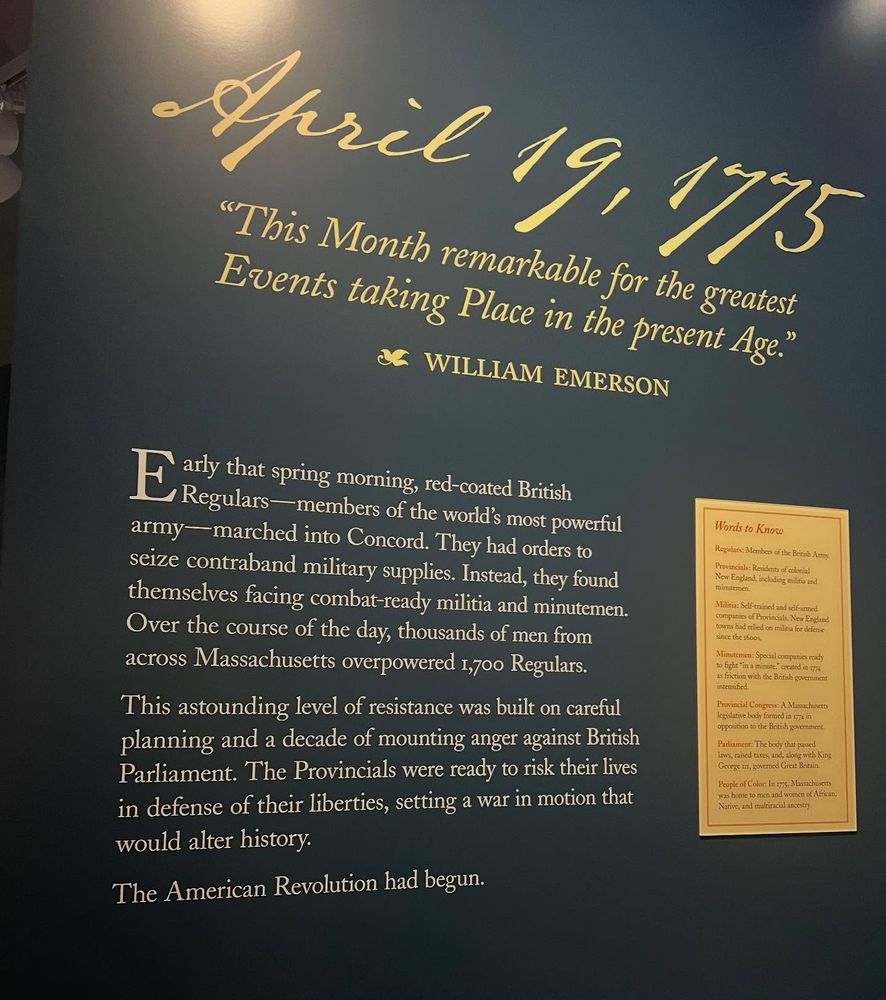 April 19, 1775
“This Month remarkable for the greatest
Events taking Place in the present Age.”
WILLIAM EMERSON
Early that spring morning, red-coated British
Regulars—members of the world’s most powerful
army—marched into Concord. They had orders to
seize contraband military supplies. Instead, they found
themselves facing combat-ready militia and minutemen.
Over the course of the day, thousands of men from
across Massachusetts overpowered 1,700 Regulars.
This astounding level of resistance was built on careful
planning and a decade of mounting anger against British
Parliament. The Provincials were ready to risk their lives
in defense of their liberties, setting a war in motion that
would alter history.
The American Revolution had begun.
Words to Know
Regulars: Members of the British Army.
Provincials: Residents of colonial
New England, including militia and
minutemen.
Militia: Self-trained and self-armed
companies of Provincials. New England
towns had relied on militia for defense
since the 1600s.
Minutemen: Special companies ready
to fight “in a minute,” created in 1774
as friction with the British government
intensified.
Provincial Congress: A Massachusetts
legislative body formed in 1774 in
opposition to the British government.
Parliament: The body that passed
laws, raised taxes, and, along with King
George III, governed Great Britain.
People of Color: In 1775, Massachusetts
was home to men and women of African,
Native, and multiracial ancestry.